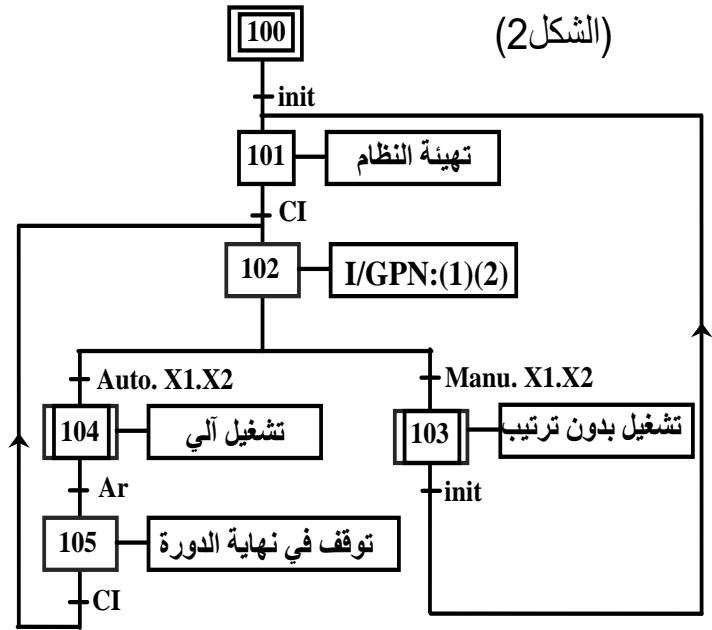 100
(الشكل2)
init
101
تهيئة النظام
CI
102
I/GPN:(1)(2)
Auto. X1.X2
Manu. X1.X2
104
تشغيل آلي
103
تشغيل بدون ترتيب
Ar
init
105
توقف في نهاية الدورة
CI